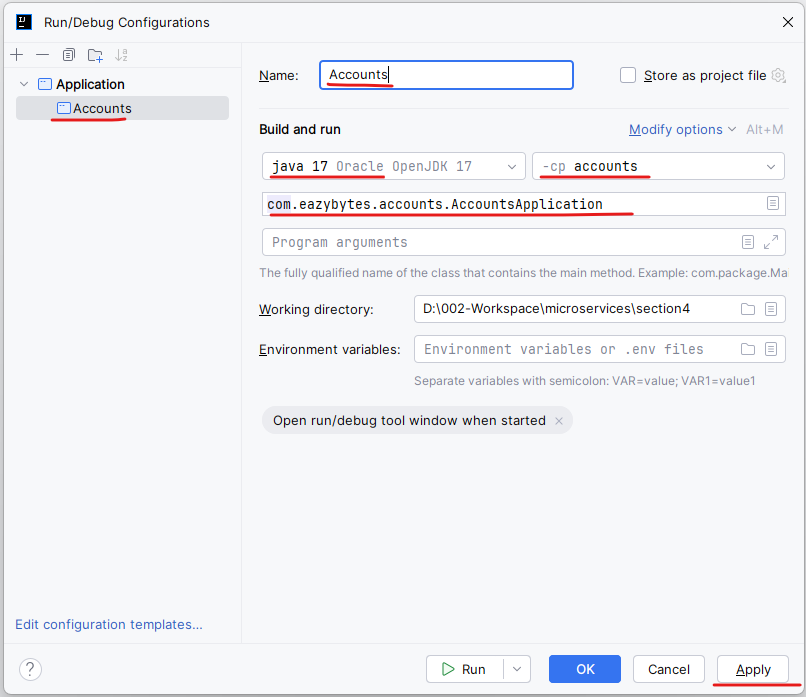 Run/Debug Configurations
Application
Accounts
Name: Accounts
Store as project file
Build and run
Modify options Alt+M
java 17 Oracle OpenJDK 17
-cp accounts
com.eazybytes.accounts.AccountsApplication
Program arguments
The fully qualified name of the class that contains the main method. Example: com.package.Ma
Working directory: D:\002-Workspace\microservices\section4
Environment variables: Environment variables or .env files
Separate variables with semicolon: VAR=value; VAR1=value1
Open run/debug tool window when started
Edit configuration templates...
? Run OK Cancel Apply